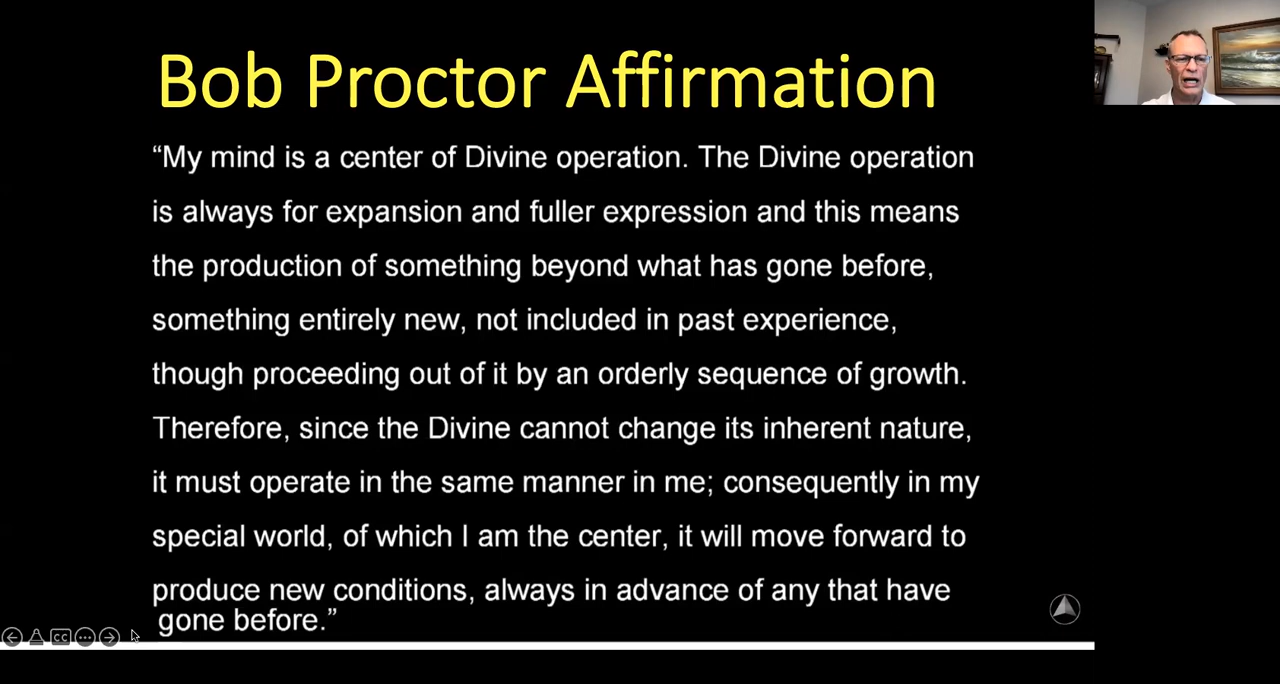 Bob Proctor Affirmation
“My mind is a center of Divine operation. The Divine operation
is always for expansion and fuller expression and this means
the production of something beyond what has gone before,
something entirely new, not included in past experience,
though proceeding out of it by an orderly sequence of growth.
Therefore, since the Divine cannot change its inherent nature,
it must operate in the same manner in me; consequently in my
special world, of which I am the center, it will move forward to
produce new conditions, always in advance of any that have
gone before.”
CC